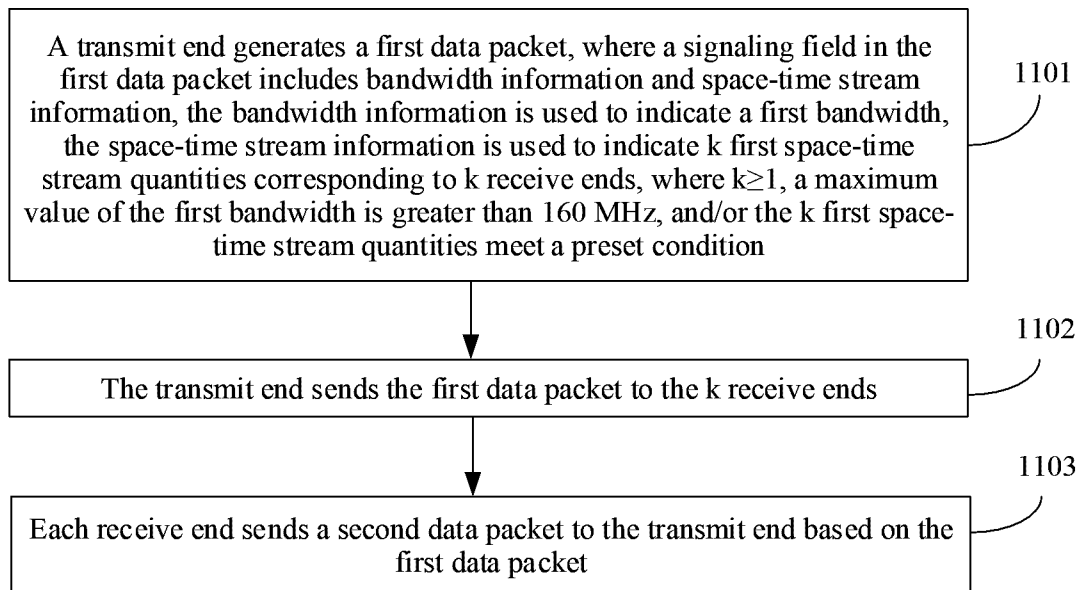 A transmit end generates a first data packet, where a signaling field in the
first data packet includes bandwidth information and space-time stream
information, the bandwidth information is used to indicate a first bandwidth,
the space-time stream information is used to indicate k first space-time
stream quantities corresponding to k receive ends, where k≥1, a maximum
value of the first bandwidth is greater than 160 MHz, and/or the k first space-
time stream quantities meet a preset condition
1101
1102
The transmit end sends the first data packet to the k receive ends
1103
Each receive end sends a second data packet to the transmit end based on the
first data packet